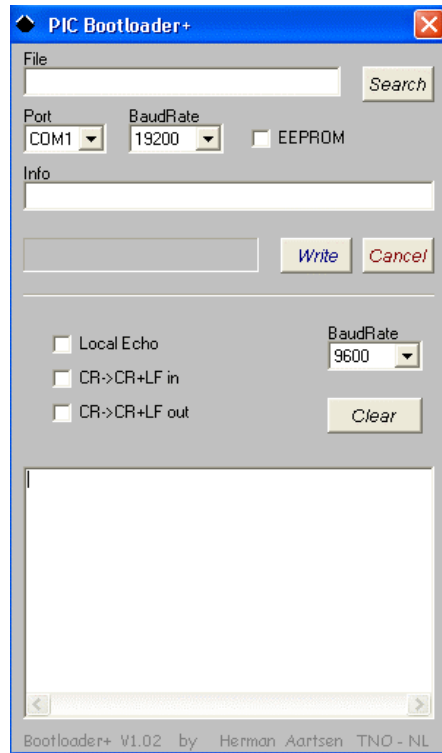 PIC Bootloader+
File
Search
Port BaudRate
COM1 19200 EEPROM
Info
Write Cancel
Local Echo BaudRate
9600
CR->CR+LF in
CR->CR+LF out Clear
Bootloader+ V1.02 by Herman Aartsen TNO - NL